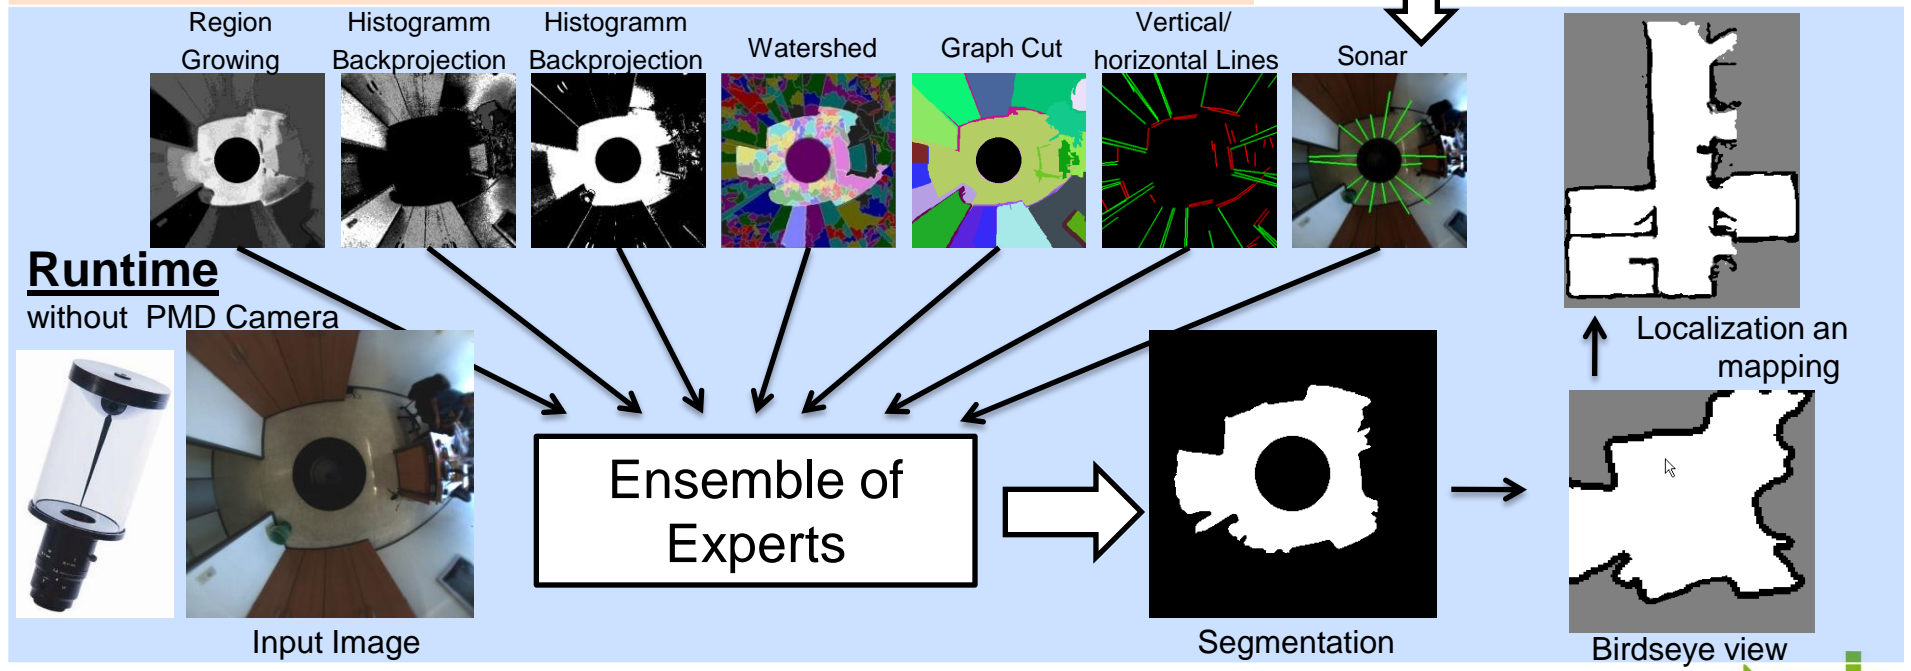 Region
Growing
Histogramm
Backprojection
Histogramm
Backprojection
Watershed
Graph Cut
Vertical/
horizontal Lines
Sonar
Runtime
without PMD Camera
Localization an
mapping
Ensemble of
Experts
Input Image
Segmentation
Birdseye view